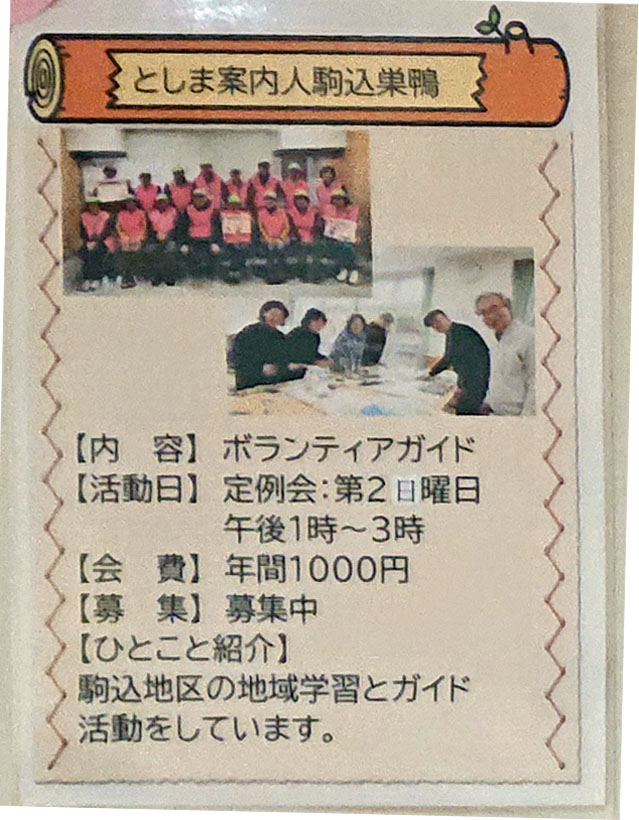 としま案内人駒込巣鴨
【内　容】 ボランティアガイド
【活動日】 定例会：第2日曜日
午後1時～3時
【会　費】 年間1000円
【募　集】 募集中
【ひとこと紹介】
駒込地区の地域学習とガイド
活動をしています。